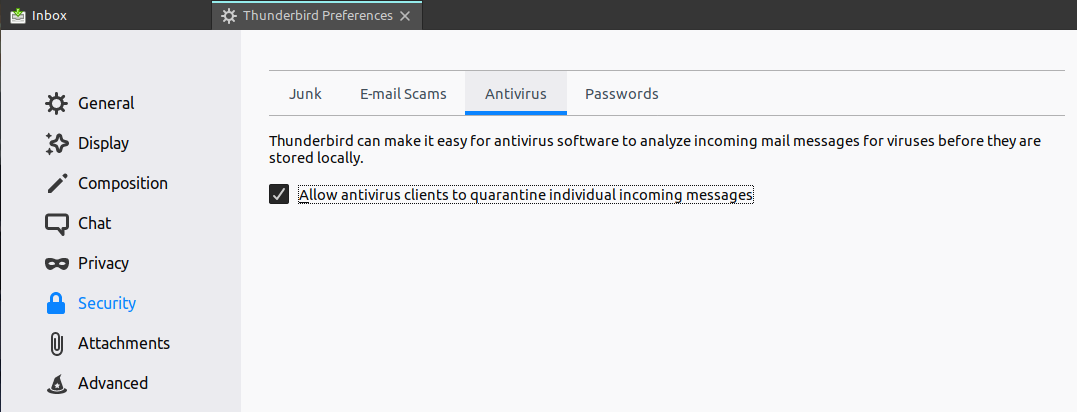 Inbox
Thunderbird Preferences
General
Display
Composition
Chat
Privacy
Security
Attachments
Advanced
Junk E-mail Scams Antivirus Passwords
Thunderbird can make it easy for antivirus software to analyze incoming mail messages for viruses before they are
stored locally.
Allow antivirus clients to quarantine individual incoming messages